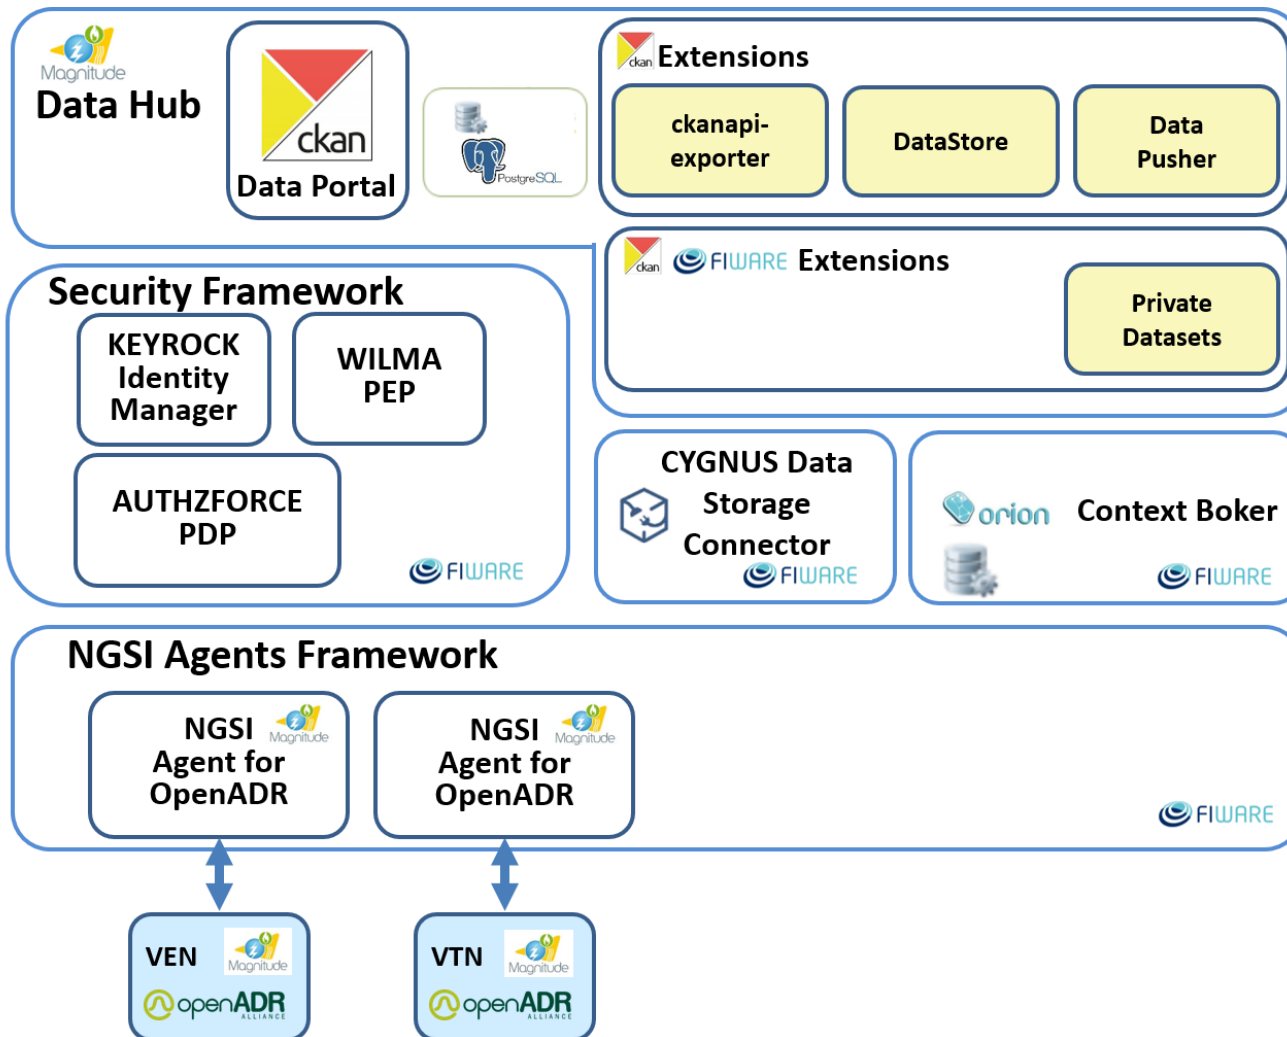 Magnitude
Data Hub
ckan
Data Portal
PostgreSQL
ckan
Extensions
ckanapi-
exporter
DataStore
Data
Pusher
ckan
FIWARE
Extensions
Private
Datasets
Security Framework
KEYROCK
Identity
Manager
WILMA
PEP
AUTHZFORCE
PDP
FIWARE
CYGNUS Data
Storage
Connector
FIWARE
orion
Context Boker
FIWARE
NGSI Agents Framework
NGSI
Magnitude
Agent for
OpenADR
NGSI
Magnitude
Agent for
OpenADR
FIWARE
VEN
Magnitude
openADR
ALLIANCE
VTN
Magnitude
openADR
ALLIANCE